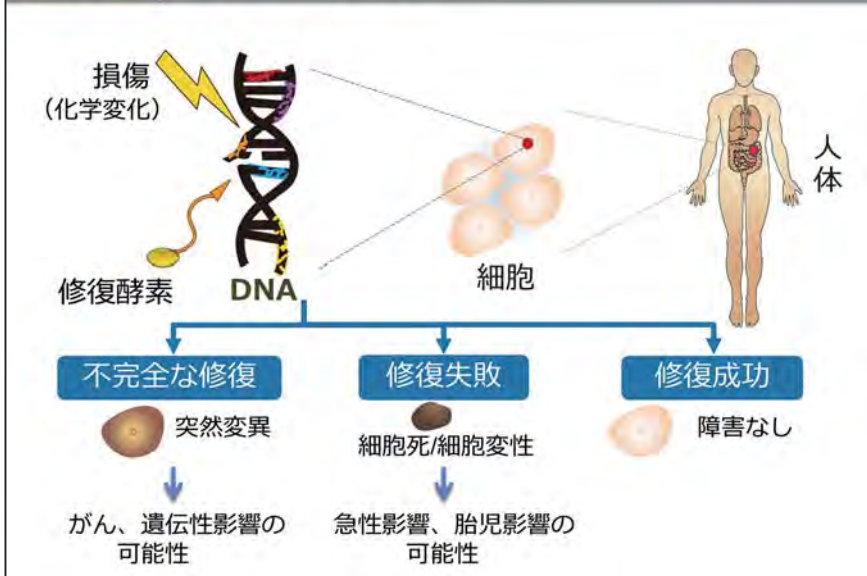 損傷
（化学変化）
修復酵素
DNA
細胞
人
体
不完全な修復
修復失敗
修復成功
突然変異
細胞死/細胞変性
障害なし
がん、遺伝性影響の
可能性
急性影響、胎児影響の
可能性